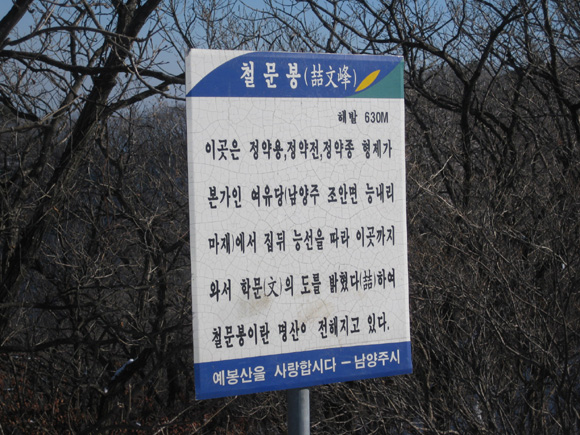 철문봉(喆文峰)
해발 630M
이곳은 정약용,정약전,정약종 형제가
본가인 여유당(남양주 조안면 능내리
마재)에서 집뒤 능선을 따라 이곳까지
와서 학문(文)의 도를 밝혔다(喆)하여
철문봉이란 명산이 전해지고 있다.
예봉산을 사랑합시다 - 남양주시